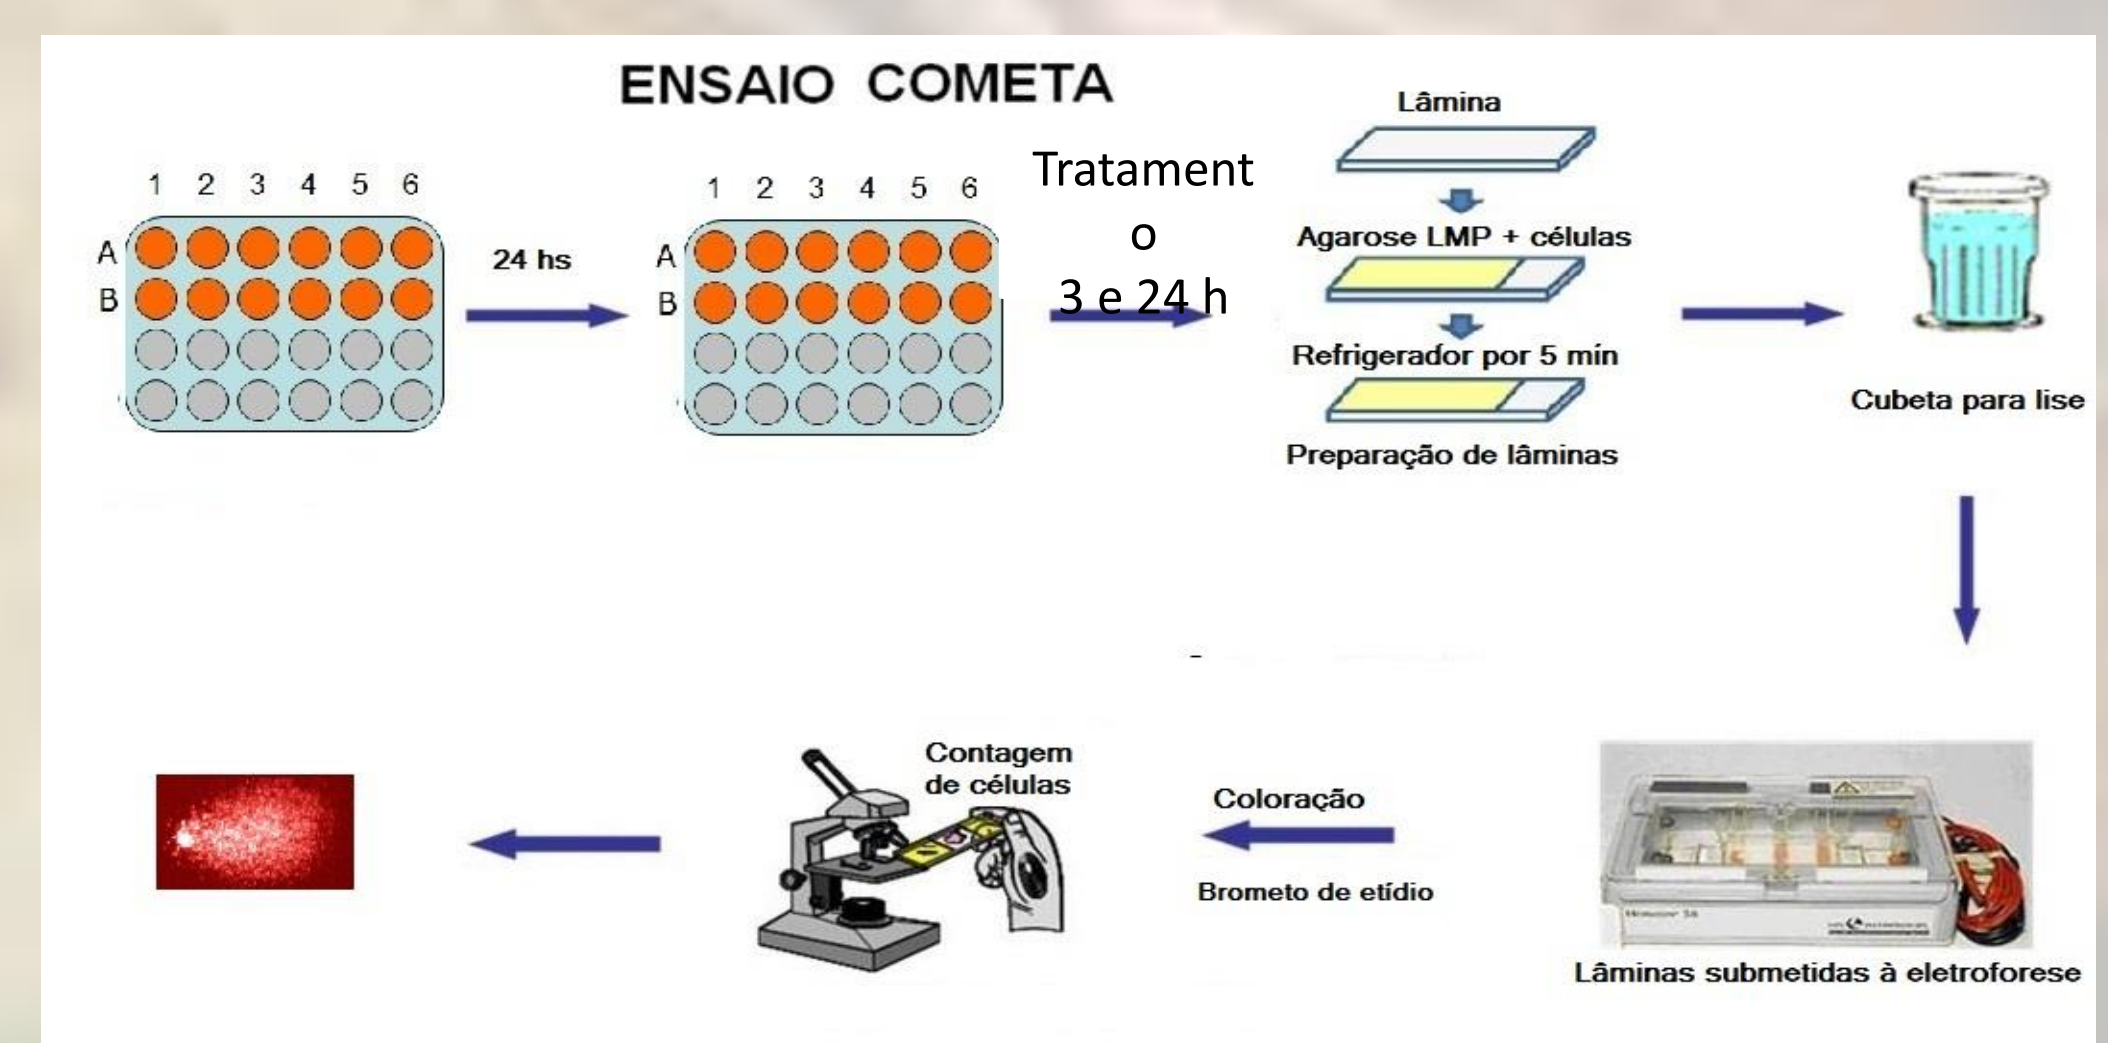 ENSAIO COMETA
1 2 3 4 5 6
A
B
24 hs
1 2 3 4 5 6
A
B
Tratament
o
3 e 24 h
Lâmina
Agarose LMP + células
Refrigerador por 5 mín
Preparação de lâminas
Cubeta para lise
Lâminas submetidas à eletroforese
Coloração
Brometo de etídio
Contagem
de células